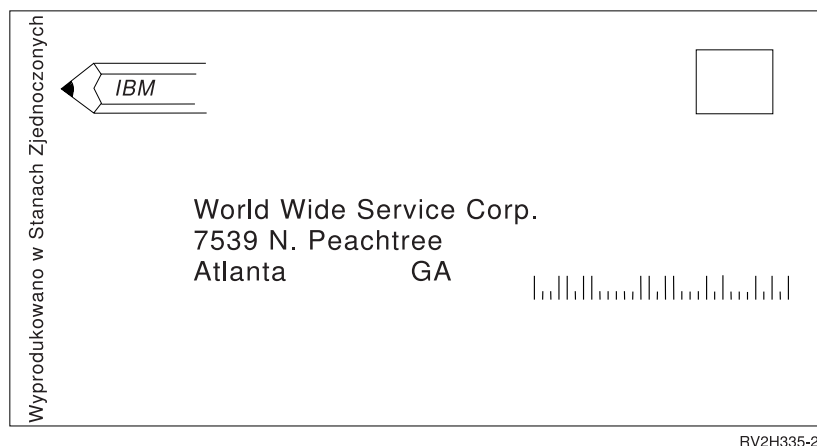 Wyprodukowano w Stanach Zjednoczonych
IBM
World Wide Service Corp.
7539 N. Peachtree
Atlanta GA
RV2H335-2